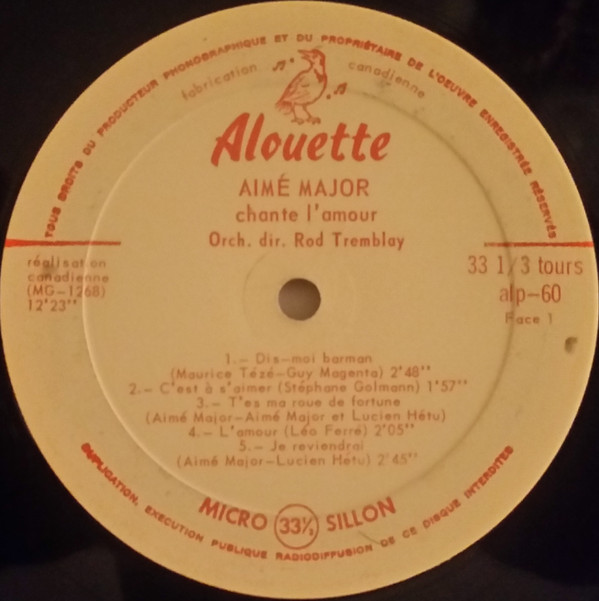 TOUS DROITS DU PRODUCTEUR PHONOGRAPHIQUE ET DU PROPRIÉTAIRE DE L'OEUVRE ENREGISTRÉE RÉSERVÉS
fabrication canadienne
Alouette
AIMÉ MAJOR
chante l'amour
Orch. dir. Rod Tremblay
réalisation
canadienne
(MG-1268)
12'23''
33 1/3 tours
alp-60
Face 1
1.- Dis-moi barman
(Maurice Tézé-Guy Magenta) 2'48''
2.- C'est à s'aimer (Stéphane Golmann) 1'57''
3.- T'es ma roue de fortune
(Aimé Major-Aimé Major et Lucien Hétu)
4.- L'amour (Léo Ferré) 2'05''
5.- Je reviendrai
(Aimé Major-Lucien Hétu) 2'45''
MICRO 33⅓ SILLON
DUPLICATION, EXECUTION PUBLIQUE RADIODIFFUSION DE CE DISQUE INTERDITES